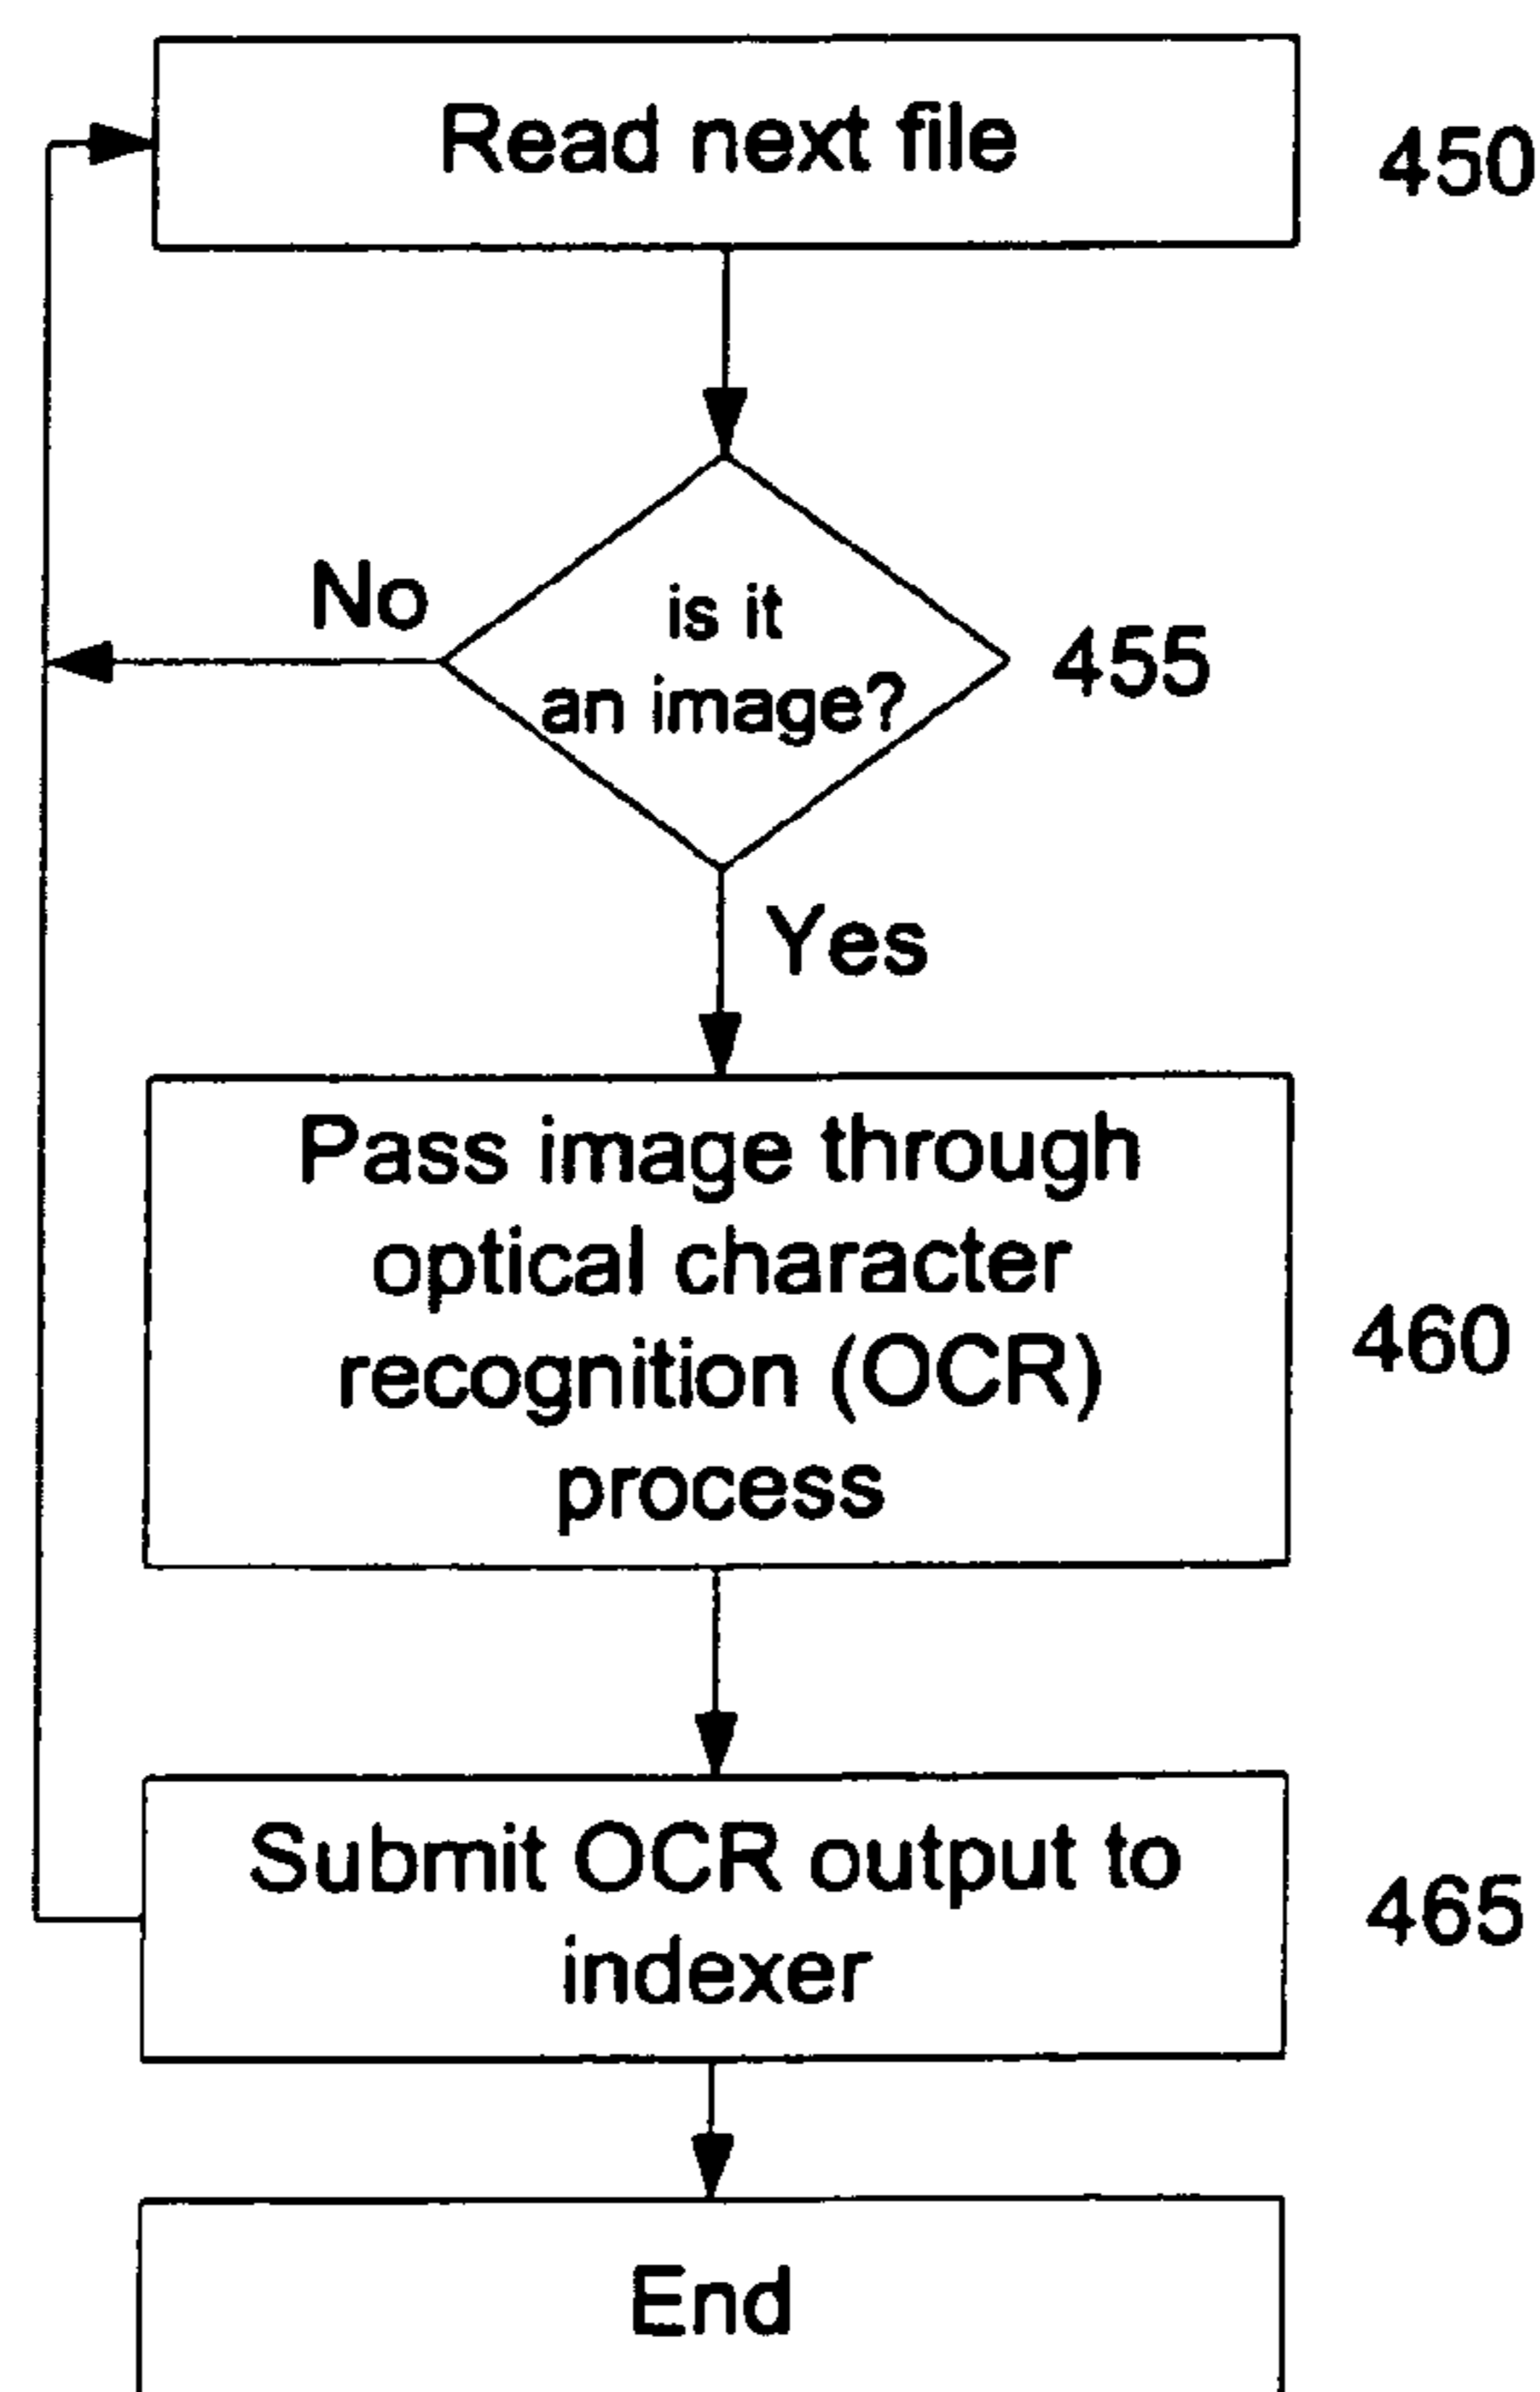 Read next file
450
No
is it
an image?
455
Yes
Pass image through
optical character
recognition (OCR)
process
460
Submit OCR output to
indexer
465
End